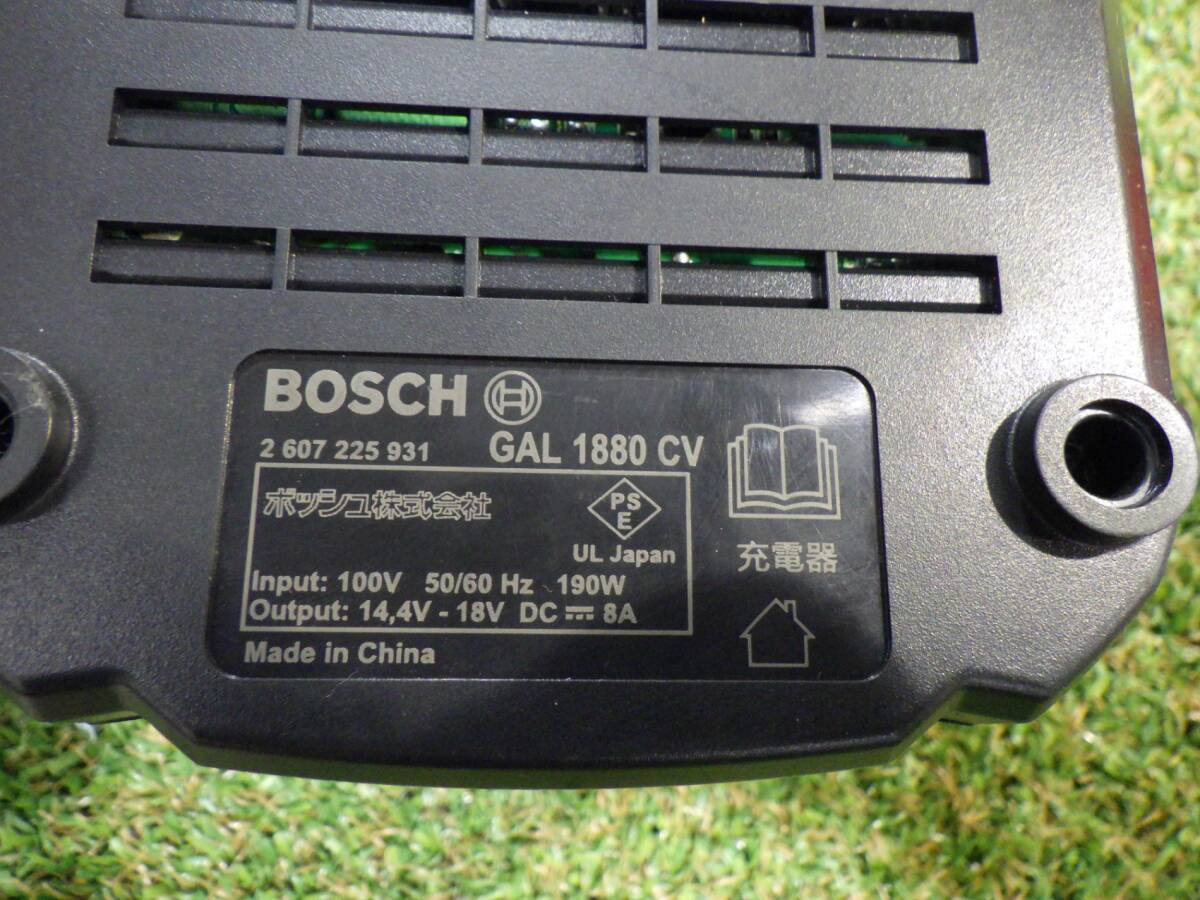 BOSCH
2 607 225 931 GAL 1880 CV
ボッシュ株式会社
PS
E
UL Japan
充電器
Input: 100V 50/60 Hz 190W
Output: 14,4V - 18V DC ⎓ 8A
Made in China